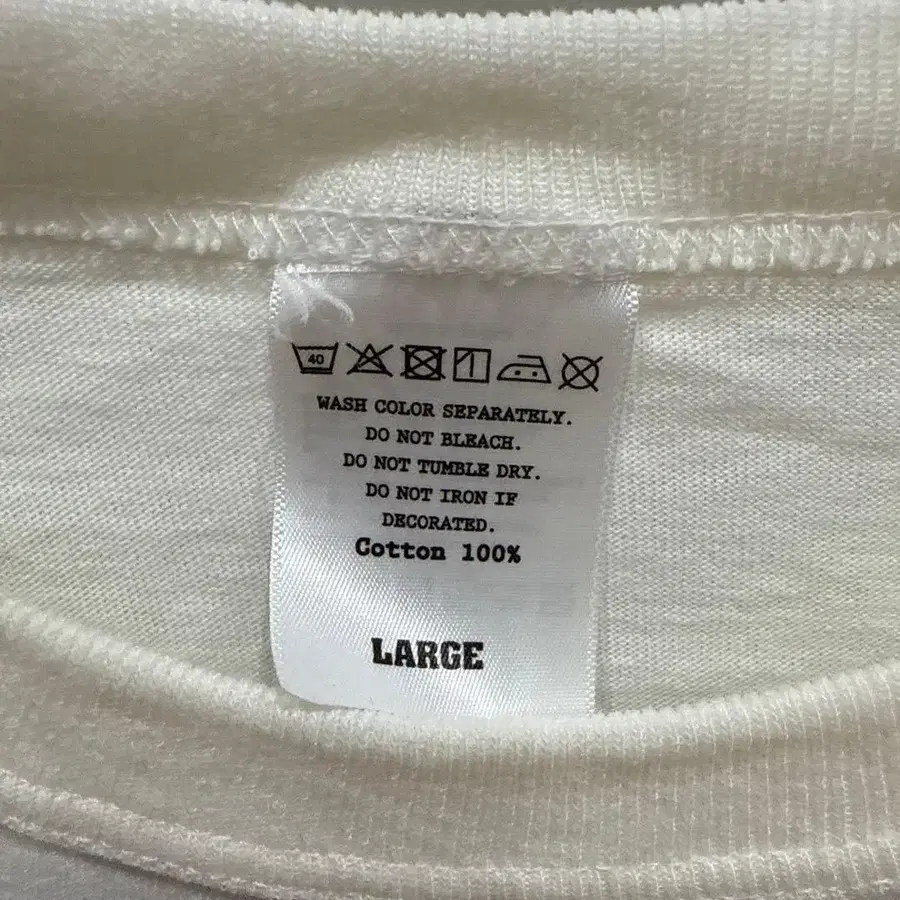 40
WASH COLOR SEPARATELY.
DO NOT BLEACH.
DO NOT TUMBLE DRY.
DO NOT IRON IF
DECORATED.
Cotton 100%
LARGE